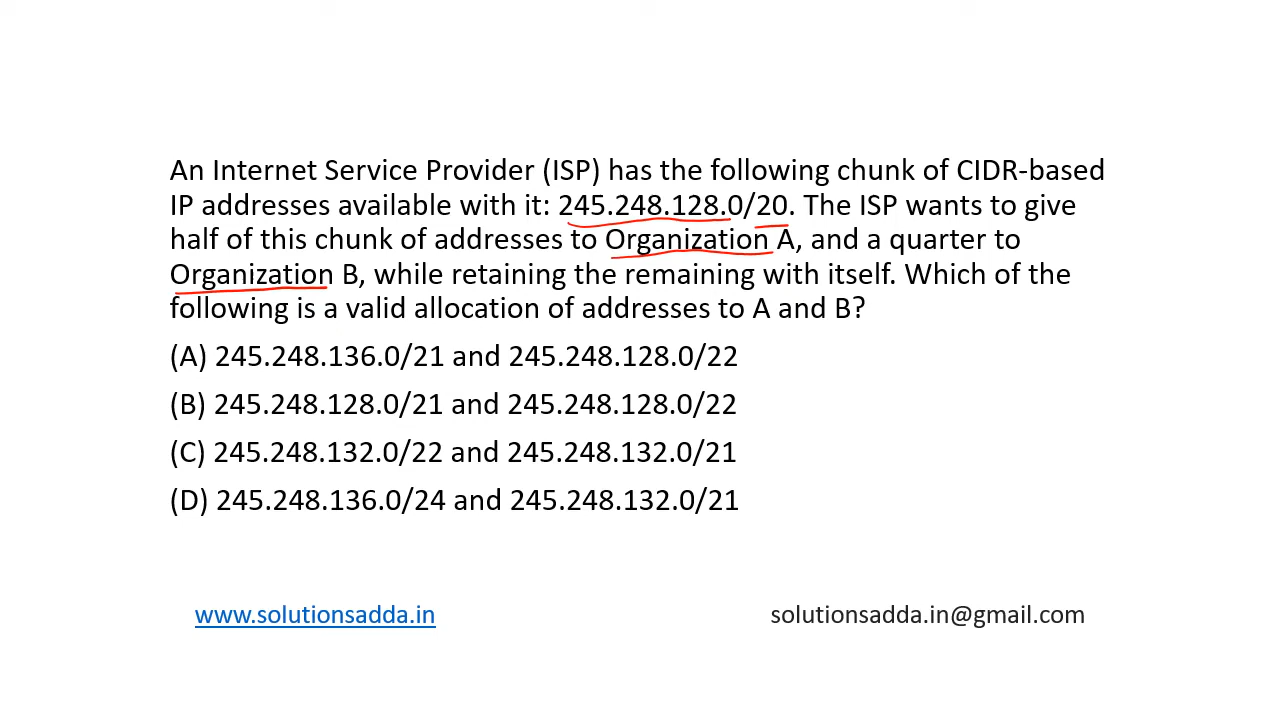 An Internet Service Provider (ISP) has the following chunk of CIDR-based
IP addresses available with it: 245.248.128.0/20. The ISP wants to give
half of this chunk of addresses to Organization A, and a quarter to
Organization B, while retaining the remaining with itself. Which of the
following is a valid allocation of addresses to A and B?
(A) 245.248.136.0/21 and 245.248.128.0/22
(B) 245.248.128.0/21 and 245.248.128.0/22
(C) 245.248.132.0/22 and 245.248.132.0/21
(D) 245.248.136.0/24 and 245.248.132.0/21
www.solutionsadda.in
solutionsadda.in@gmail.com